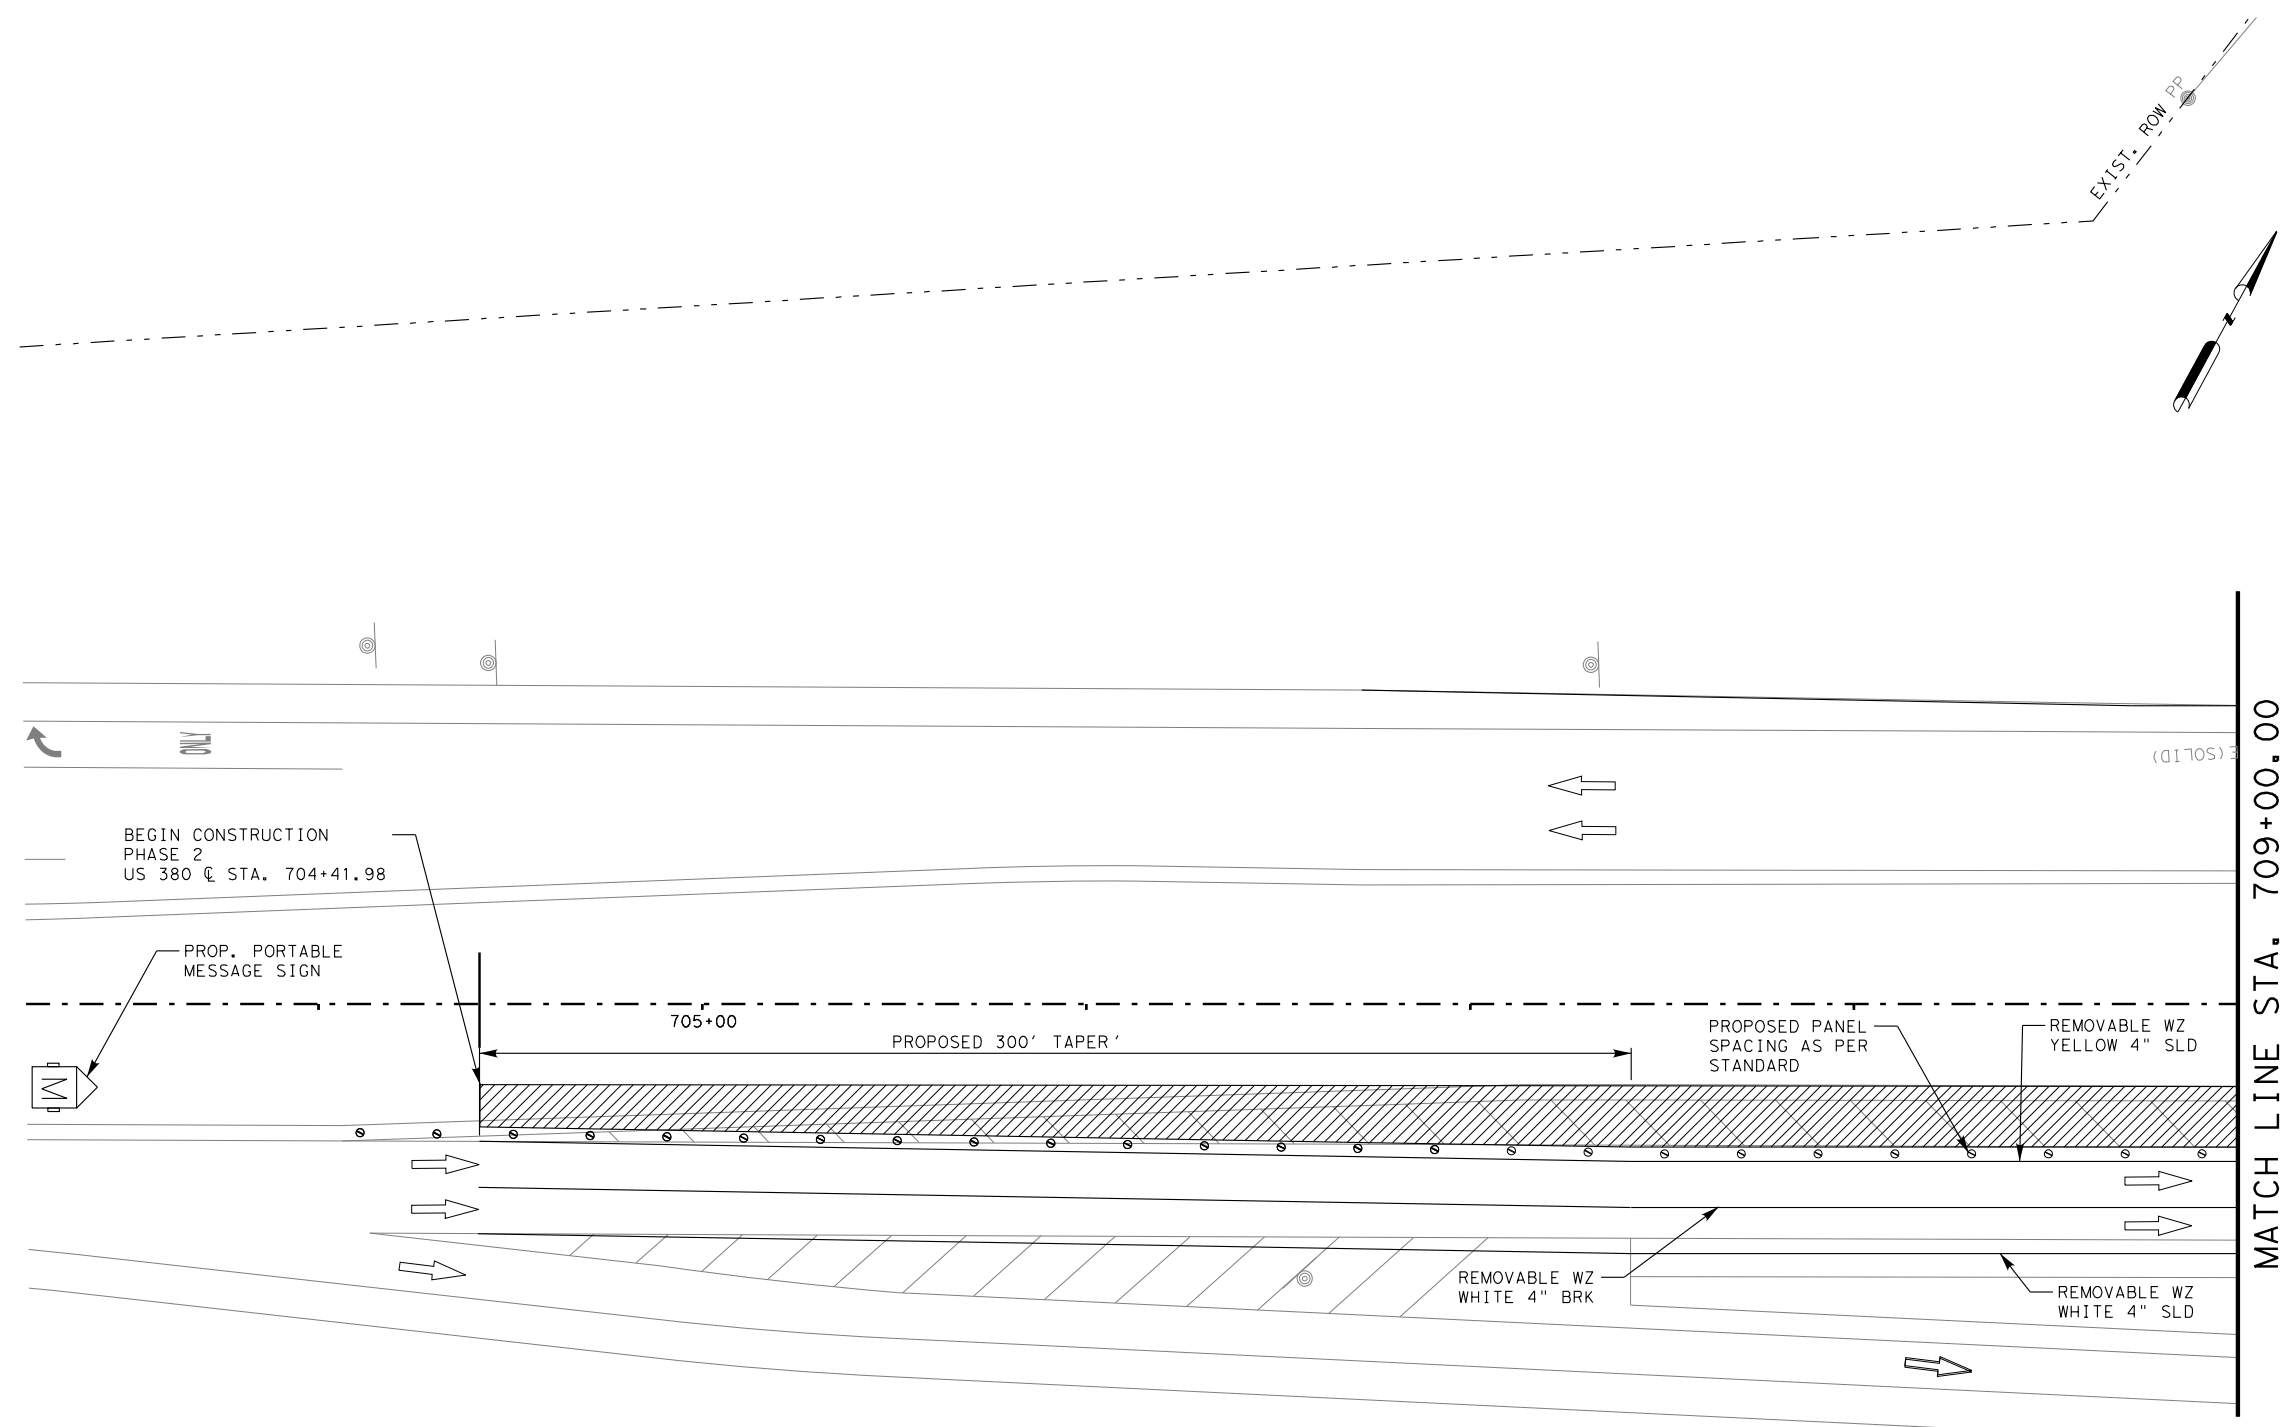 EXIST. ROW PP
N
ONLY
E(SOLID)
BEGIN CONSTRUCTION
PHASE 2
US 380 ℄ STA. 704+41.98
PROP. PORTABLE
MESSAGE SIGN
M
705+00
PROPOSED 300' TAPER'
PROPOSED PANEL
SPACING AS PER
STANDARD
REMOVABLE WZ
YELLOW 4" SLD
REMOVABLE WZ
WHITE 4" BRK
REMOVABLE WZ
WHITE 4" SLD
MATCH LINE STA. 709+00.00